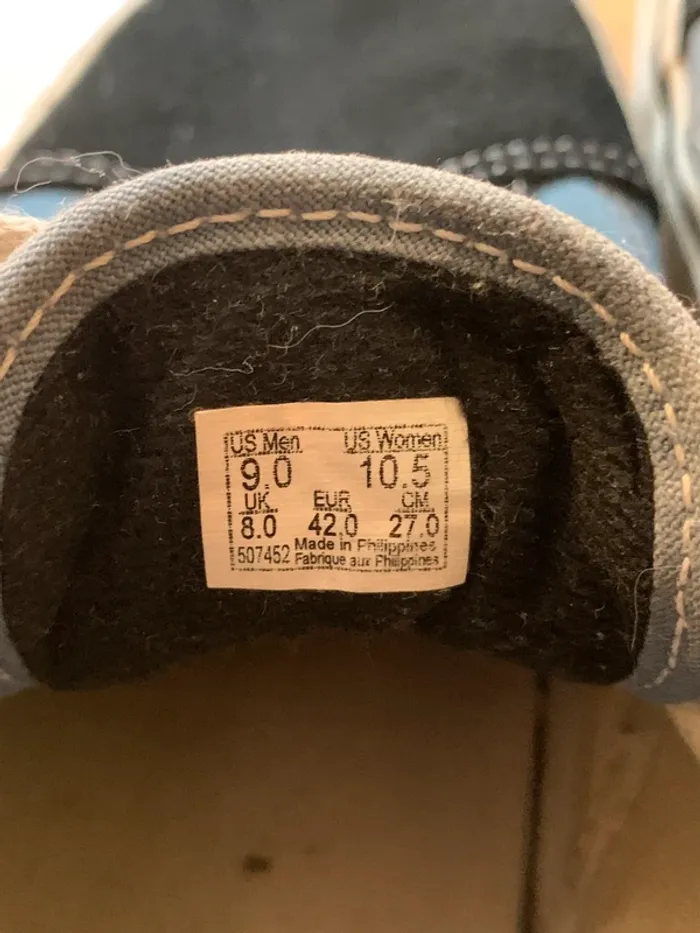 US Men US Women
9.0 10.5
UK EUR CM
8.0 42.0 27.0
507452 Made in Philippines
Fabrique aux Philippines